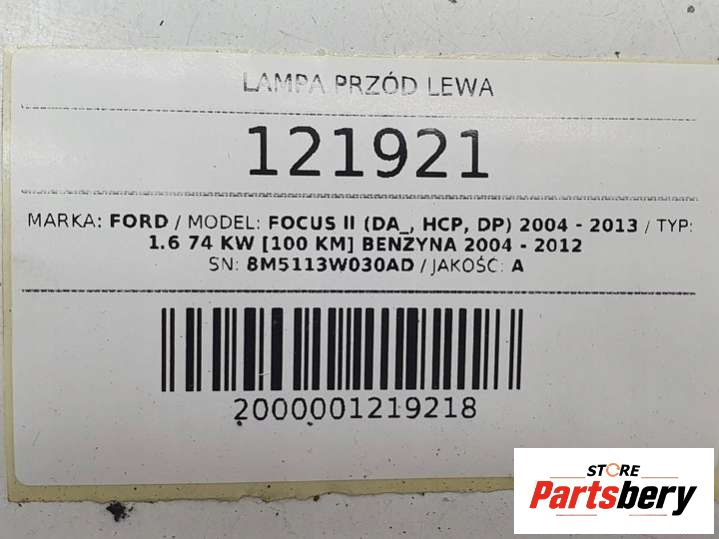 LAMPA PRZÓD LEWA
121921
MARKA: FORD / MODEL: FOCUS II (DA_, HCP, DP) 2004 - 2013 / TYP:
1.6 74 KW [100 KM] BENZYNA 2004 - 2012
SN: 8M5113W030AD / JAKOŚĆ: A
2000001219218
STORE
Partsbery